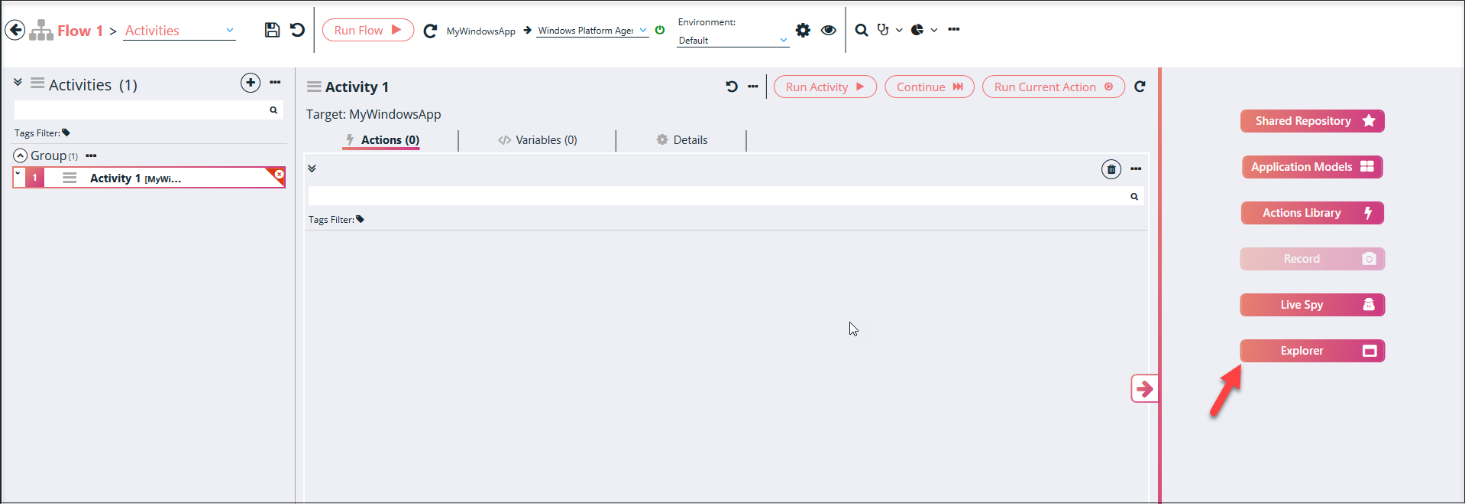 Flow 1 > Activities
Run Flow
MyWindowsApp
Windows Platform Age
Environment:
Default
Activities (1)
Tags Filter:
Group (1)
1
Activity 1 [MyWi...
Activity 1
Run Activity
Continue
Run Current Action
Target: MyWindowsApp
Actions (0)
Variables (0)
Details
Tags Filter:
Shared Repository
Application Models
Actions Library
Record
Live Spy
Explorer